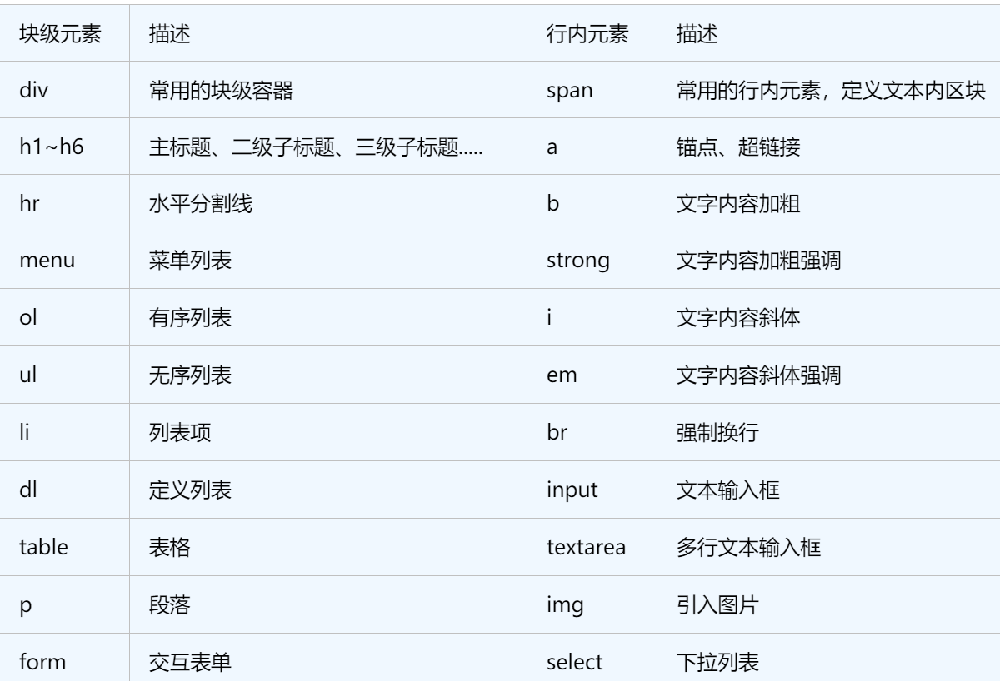 块级元素 描述 行内元素 描述
div 常用的块级容器 span 常用的行内元素，定义文本内区块
h1~h6 主标题、二级子标题、三级子标题..... a 锚点、超链接
hr 水平分割线 b 文字内容加粗
menu 菜单列表 strong 文字内容加粗强调
ol 有序列表 i 文字内容斜体
ul 无序列表 em 文字内容斜体强调
li 列表项 br 强制换行
dl 定义列表 input 文本输入框
table 表格 textarea 多行文本输入框
p 段落 img 引入图片
form 交互表单 select 下拉列表